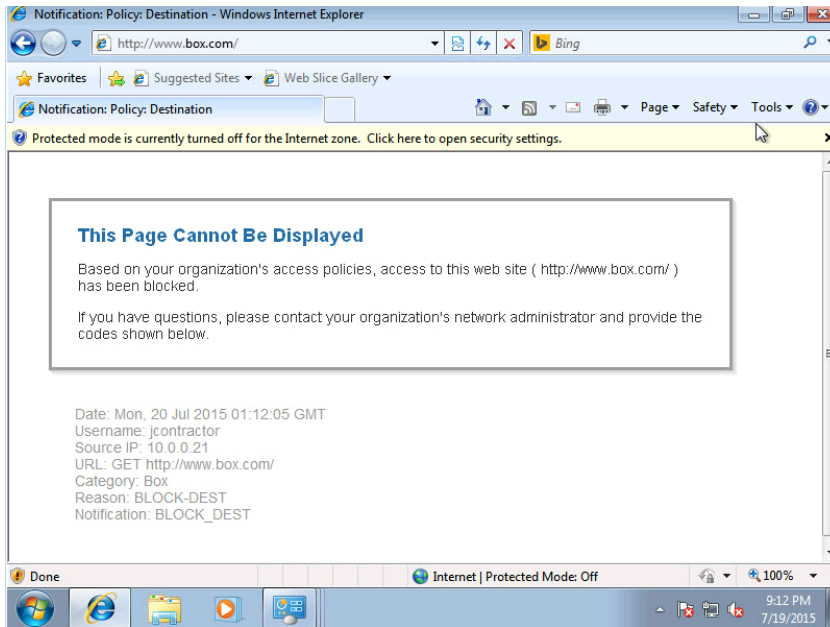 Notification: Policy: Destination - Windows Internet Explorer
http://www.box.com/
Bing
Favorites
Suggested Sites
Web Slice Gallery
Notification: Policy: Destination
Page
Safety
Tools
Protected mode is currently turned off for the Internet zone. Click here to open security settings.
This Page Cannot Be Displayed
Based on your organization's access policies, access to this web site ( http://www.box.com/ )
has been blocked.
If you have questions, please contact your organization's network administrator and provide the
codes shown below.
Date: Mon, 20 Jul 2015 01:12:05 GMT
Username: jcontractor
Source IP: 10.0.0.21
URL: GET http://www.box.com/
Category: Box
Reason: BLOCK-DEST
Notification: BLOCK_DEST
Done
Internet | Protected Mode: Off
100%
9:12 PM
7/19/2015